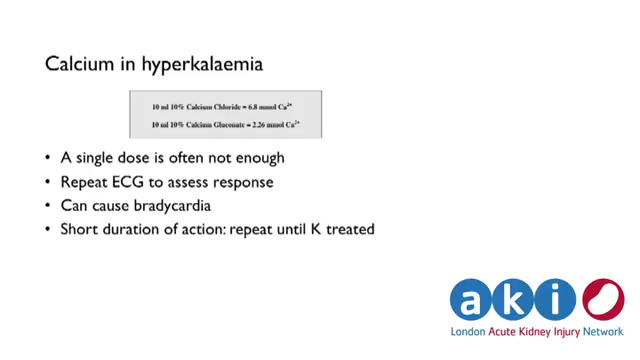 Calcium in hyperkalaemia
10 ml 10% Calcium Chloride = 6.8 mmol Ca²⁺
10 ml 10% Calcium Gluconate = 2.26 mmol Ca²⁺
• A single dose is often not enough
• Repeat ECG to assess response
• Can cause bradycardia
• Short duration of action: repeat until K treated
aki
London Acute Kidney Injury Network